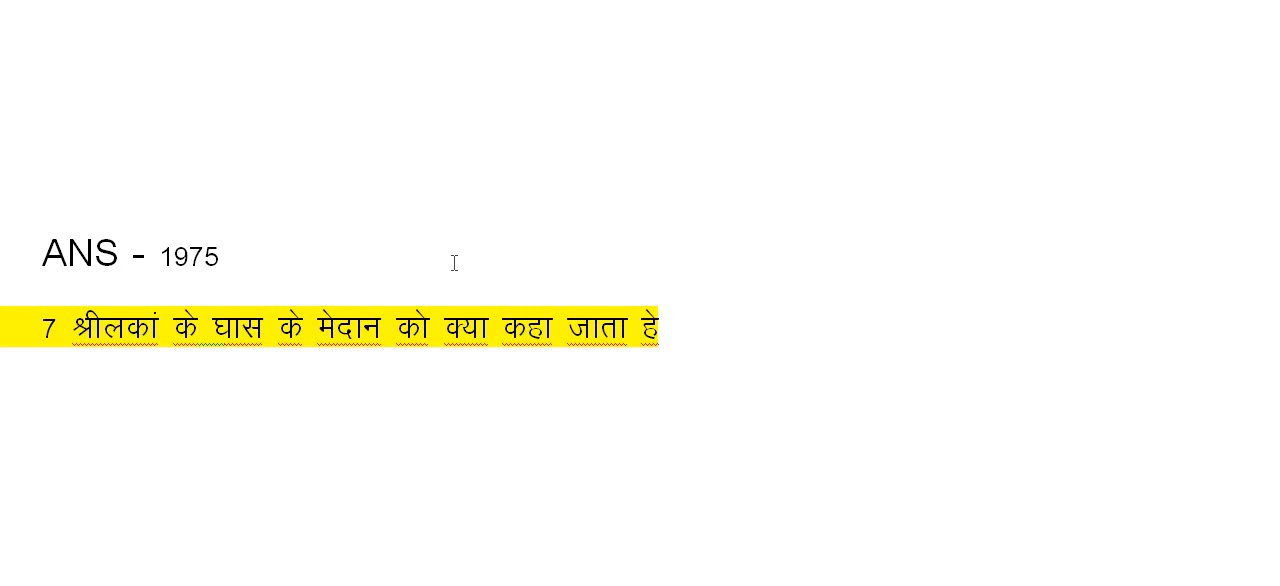 ANS - 1975
7 श्रीलकां के घास के मेदान को क्या कहा जाता हे